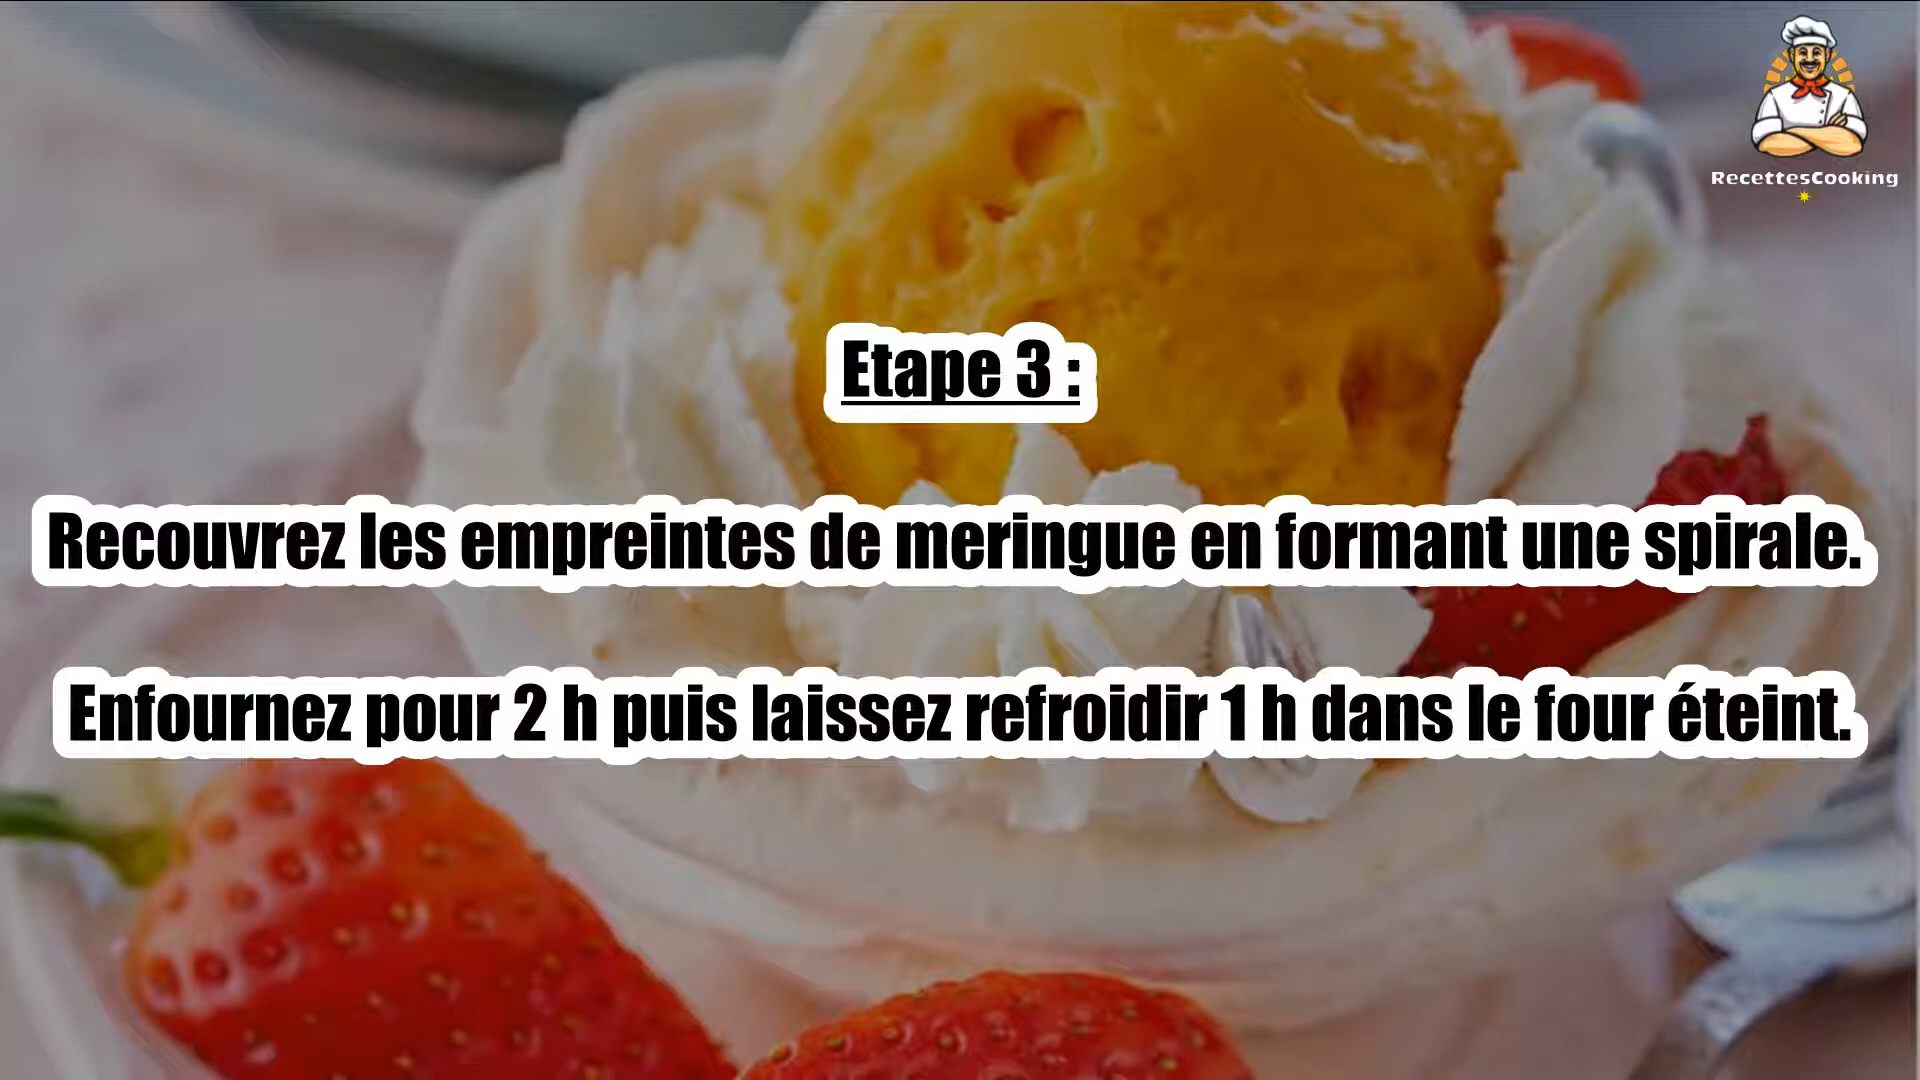 RecettesCooking
Etape 3 :
Recouvrez les empreintes de meringue en formant une spirale.
Enfournez pour 2 h puis laissez refroidir 1 h dans le four éteint.